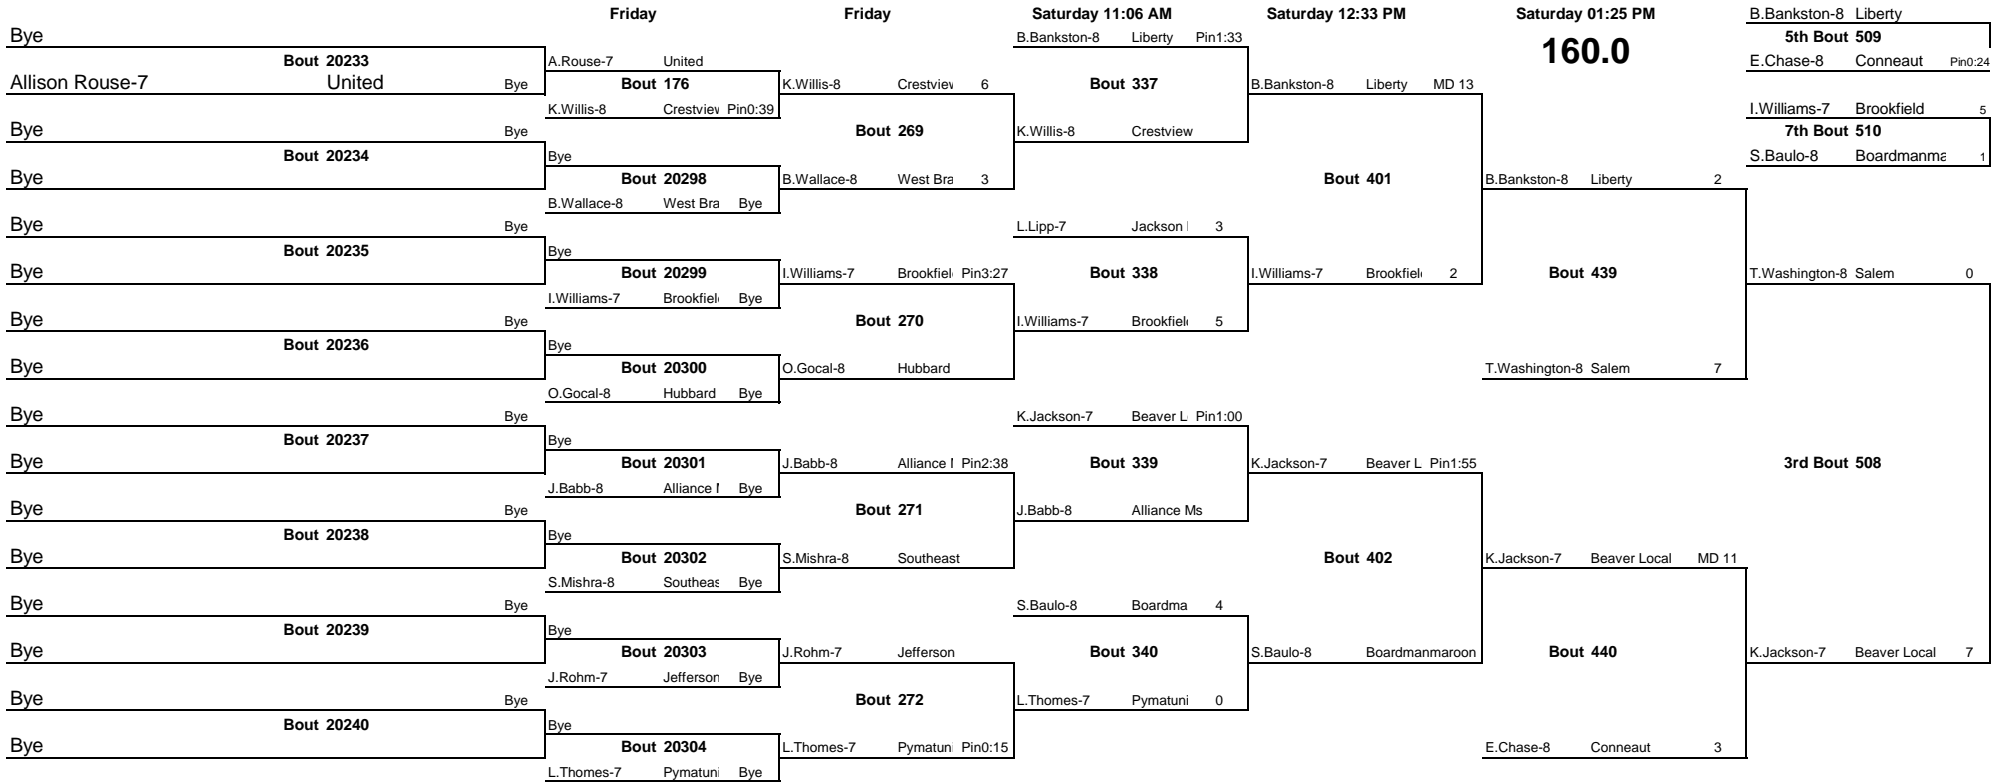 Friday Friday Saturday 11:06 AM Saturday 12:33 PM Saturday 01:25 PM B.Bankston-8 Liberty
Bye B.Bankston-8 Liberty Pin1:33 160.0 5th Bout 509
Bout 20233 A.Rouse-7 United E.Chase-8 Conneaut Pin0:24
Allison Rouse-7 United Bye Bout 176 K.Willis-8 Crestview 6 Bout 337 B.Bankston-8 Liberty MD 13
K.Willis-8 Crestview Pin0:39 I.Williams-7 Brookfield 5
Bye Bye Bout 269 K.Willis-8 Crestview 7th Bout 510
Bout 20234 Bye S.Baulo-8 Boardmanma 1
Bye Bout 20298 B.Wallace-8 West Bra 3 Bout 401 B.Bankston-8 Liberty 2
B.Wallace-8 West Bra Bye
Bye Bye L.Lipp-7 Jackson 3
Bout 20235 Bye
Bye Bout 20299 I.Williams-7 Brookfiel Pin3:27 Bout 338 I.Williams-7 Brookfiel 2 Bout 439 T.Washington-8 Salem 0
I.Williams-7 Brookfiel Bye
Bye Bye Bout 270 I.Williams-7 Brookfiel 5
Bout 20236 Bye
Bye Bout 20300 O.Gocal-8 Hubbard T.Washington-8 Salem 7
O.Gocal-8 Hubbard Bye
Bye Bye K.Jackson-7 Beaver L Pin1:00
Bout 20237 Bye
Bye Bout 20301 J.Babb-8 Alliance Pin2:38 Bout 339 K.Jackson-7 Beaver L Pin1:55 3rd Bout 508
J.Babb-8 Alliance Bye
Bye Bye Bout 271 J.Babb-8 Alliance Ms
Bout 20238 Bye
Bye Bout 20302 S.Mishra-8 Southeast Bout 402 K.Jackson-7 Beaver Local MD 11
S.Mishra-8 Southeas Bye
Bye Bye S.Baulo-8 Boardma 4
Bout 20239 Bye
Bye Bout 20303 J.Rohm-7 Jefferson Bout 340 S.Baulo-8 Boardmanmaroon Bout 440 K.Jackson-7 Beaver Local 7
J.Rohm-7 Jefferson Bye
Bye Bye Bout 272 L.Thomes-7 Pymatuni 0
Bout 20240 Bye
Bye Bout 20304 L.Thomes-7 Pymatuni Pin0:15 E.Chase-8 Conneaut 3
L.Thomes-7 Pymatuni Bye